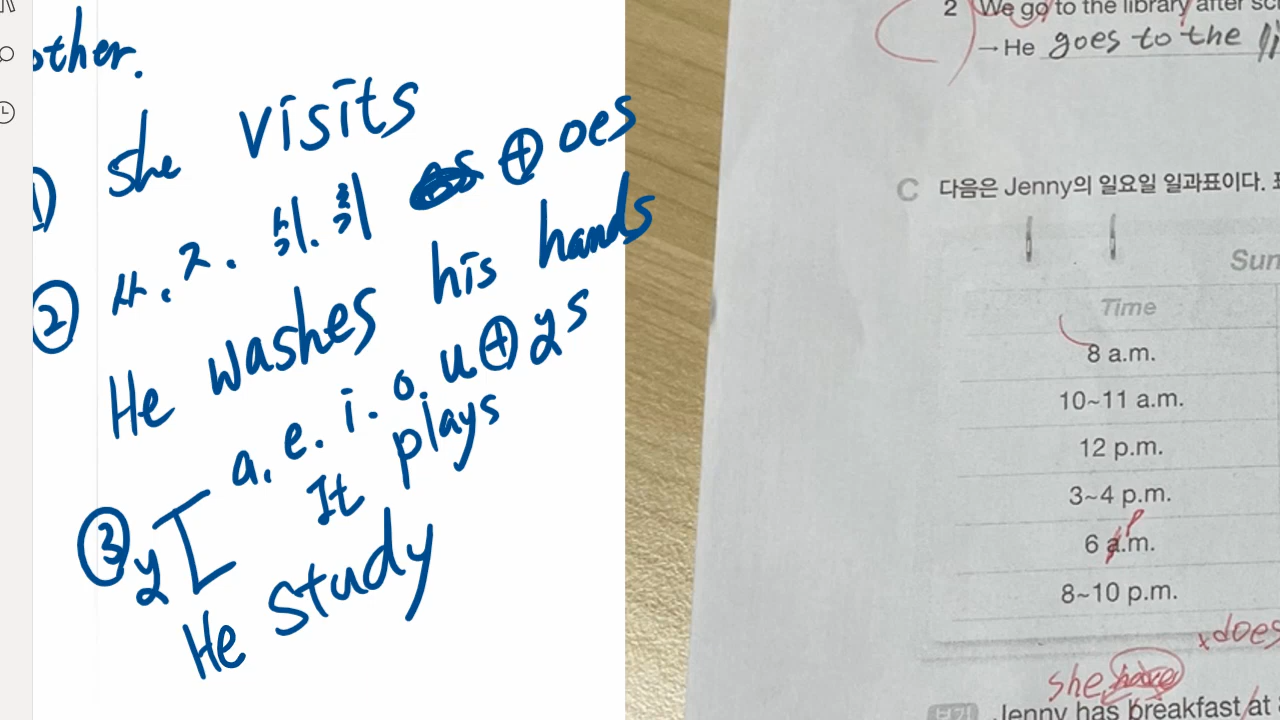 other.
① she visits
② ㅆ. ㅈ. 쉬. 취 ⊕ oes
He washes his hands
a. e. i. o. u ⊕ ys
③ y It plays
He study
2 We go to the library after
→ He goes to the
C 다음은 Jenny의 일요일 일과표이다.
Sun
Time
8 a.m.
10~11 a.m.
12 p.m.
3~4 p.m.
6 a.m. p
8~10 p.m.
x does
she have
보기 Jenny has breakfast at